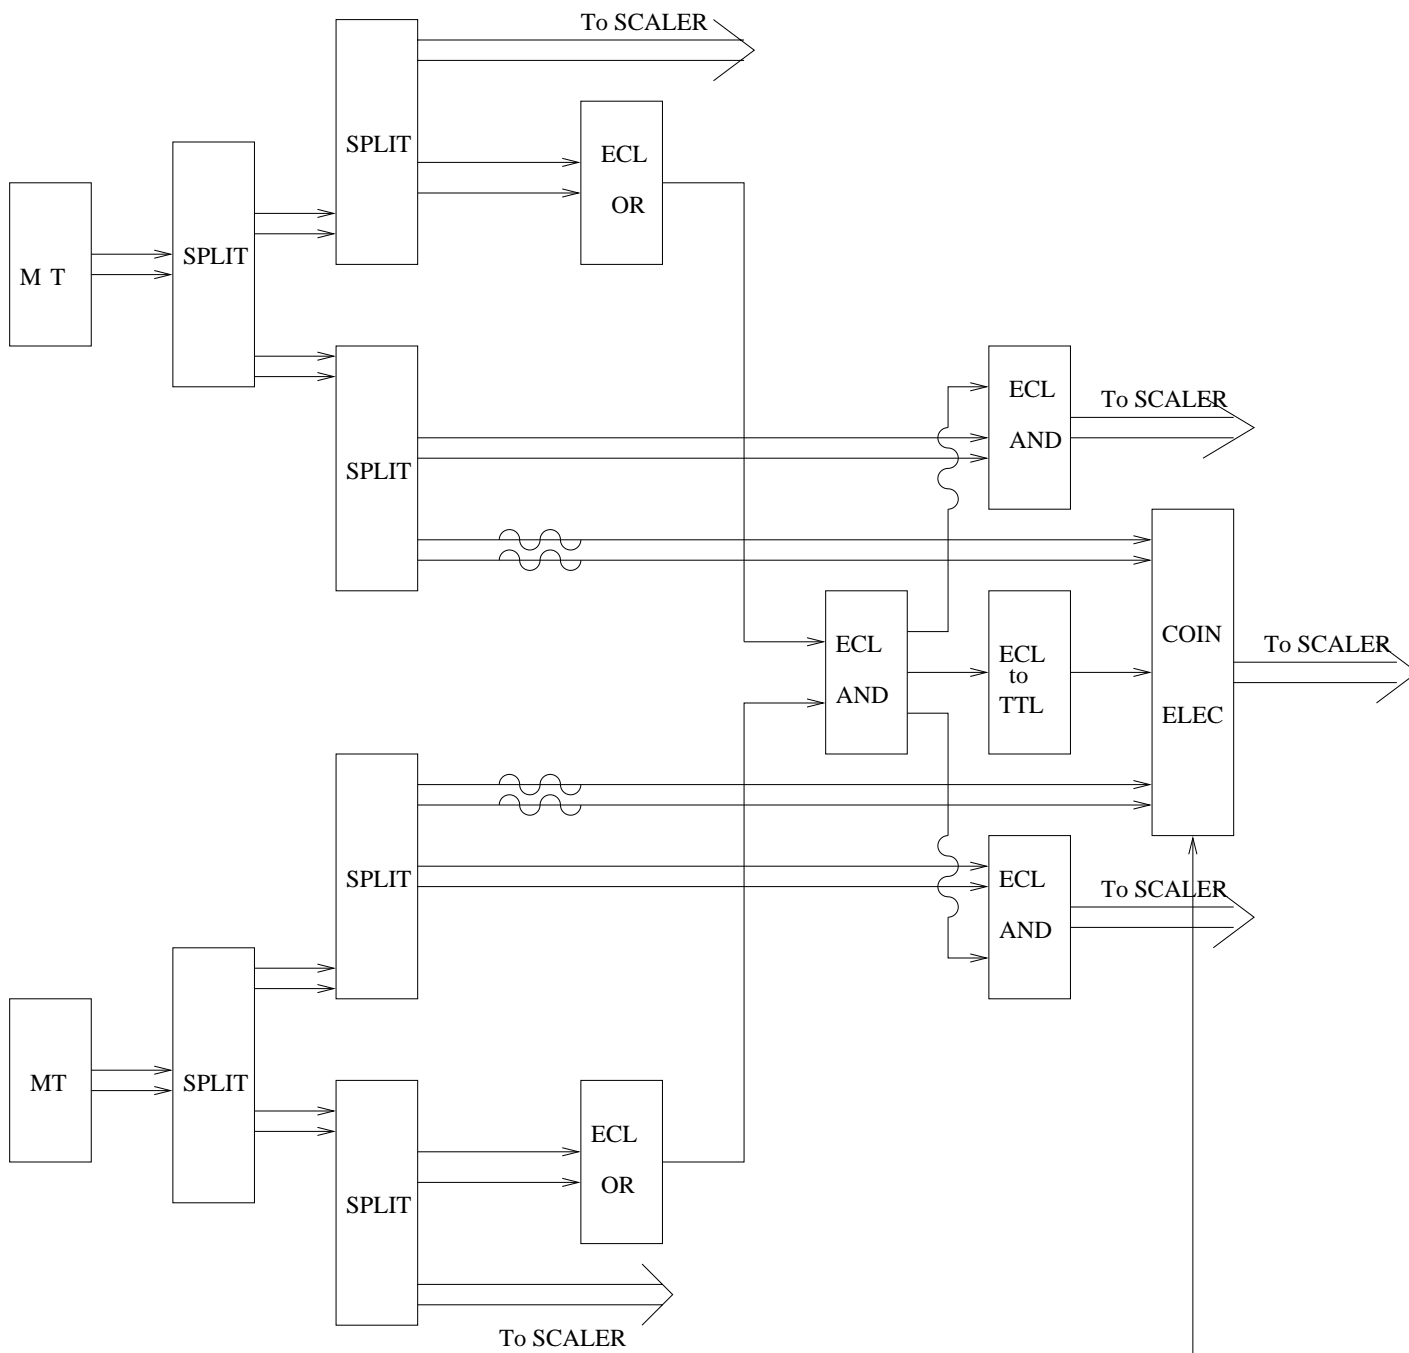 To SCALER
SPLIT
ECL
OR
M T
SPLIT
SPLIT
ECL
AND
To SCALER
ECL
AND
ECL
to
TTL
COIN
ELEC
To SCALER
SPLIT
ECL
AND
To SCALER
MT
SPLIT
SPLIT
ECL
OR
To SCALER